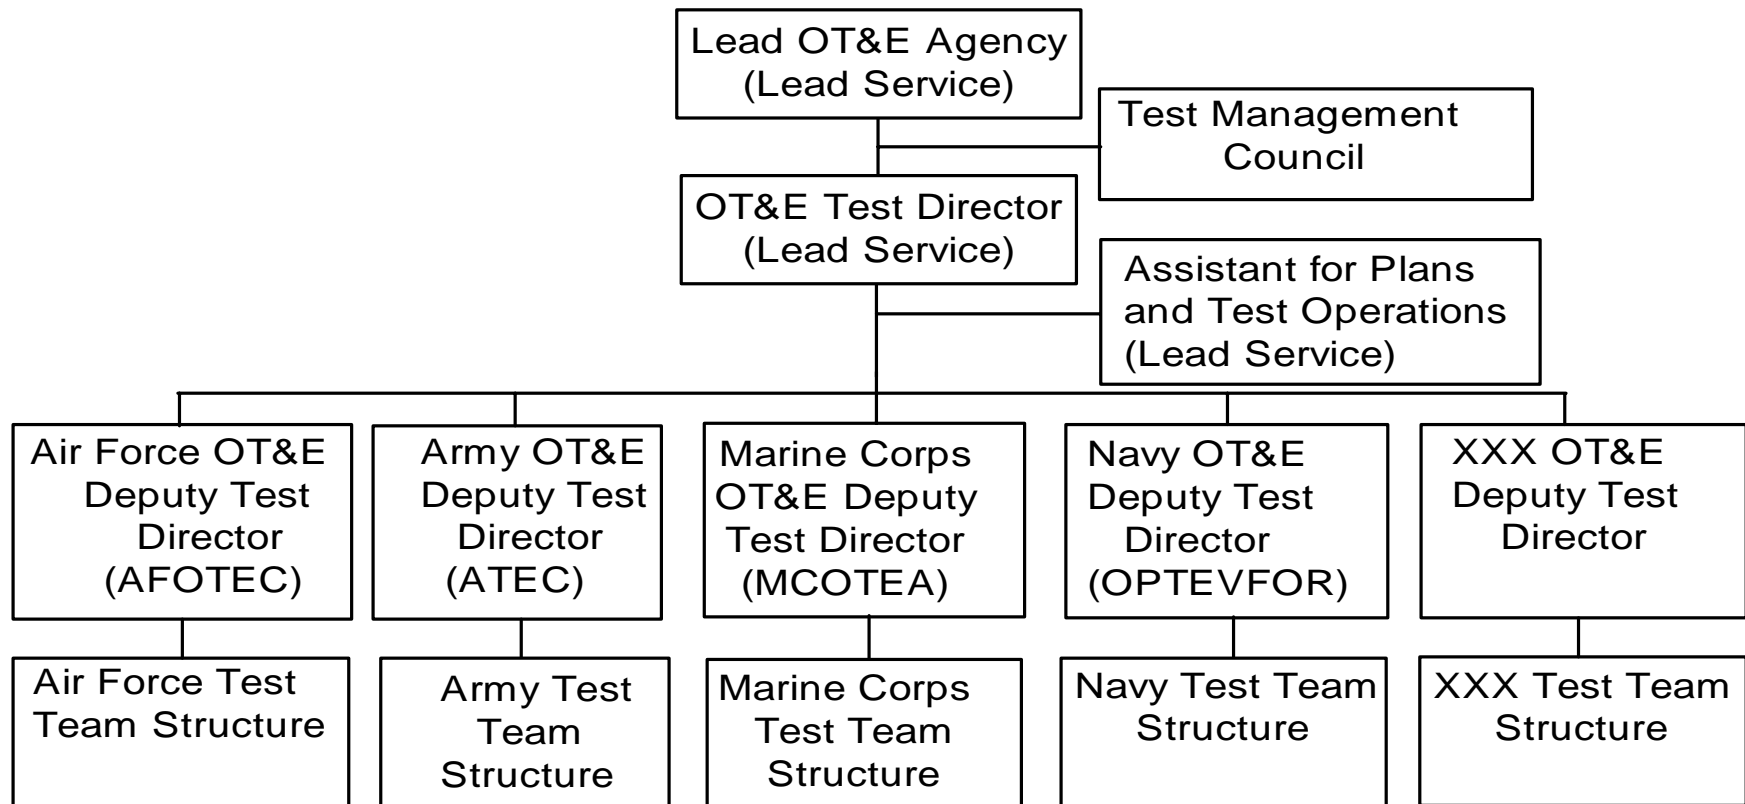 Lead OT&E Agency
(Lead Service)
Test Management
Council
OT&E Test Director
(Lead Service)
Assistant for Plans
and Test Operations
(Lead Service)
Air Force OT&E
Deputy Test
Director
(AFOTEC)
Army OT&E
Deputy Test
Director
(ATEC)
Marine Corps
OT&E Deputy
Test Director
(MCOTEA)
Navy OT&E
Deputy Test
Director
(OPTEVFOR)
XXX OT&E
Deputy Test
Director
Air Force Test
Team Structure
Army Test
Team
Structure
Marine Corps
Test Team
Structure
Navy Test Team
Structure
XXX Test Team
Structure